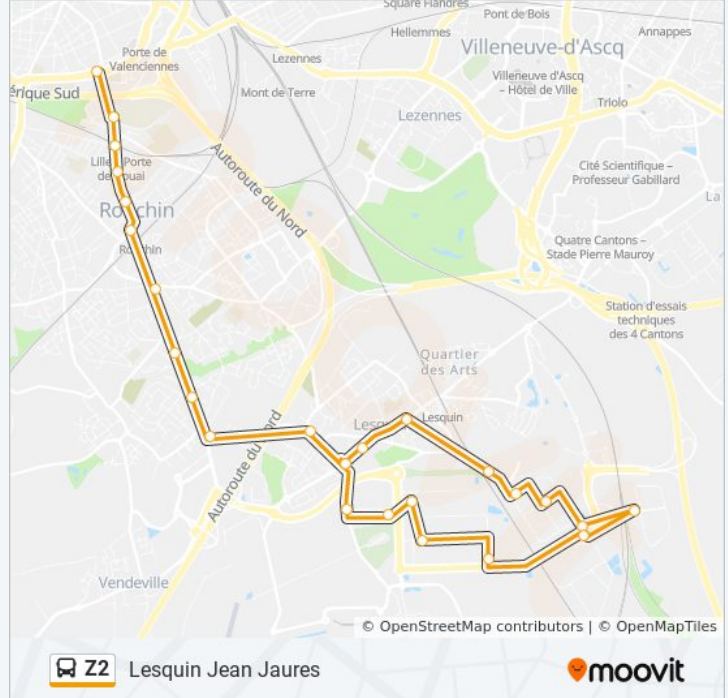 Square Flandres
Pont de Bois
Hellemmes
Annappes
Villeneuve-d'Ascq
Porte de
Valenciennes
Lezennes
Villeneuve d'Ascq
– Hôtel de Ville
érique Sud
Mont de Terre
Triolo
Lezennes
Lille Porte
de Douai
Autoroute du Nord
Cité Scientifique –
Professeur Gabillard
La
Ronchin
Ronchin
Quatre Cantons –
Stade Pierre Mauroy
Station d'essais
techniques
des 4 Cantons
Quartier
des Arts
Lesquin
Lesquin
Autoroute du Nord
Vendeville
© OpenStreetMap contributors | © OpenMapTiles
Z2 Lesquin Jean Jaures
moovit